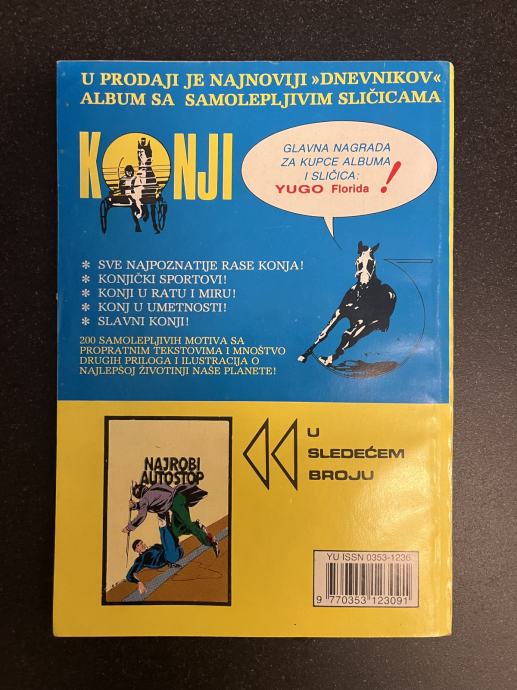 U PRODAJI JE NAJNOVIJI »DNEVNIKOV«
ALBUM SA SAMOLEPLJIVIM SLIČICAMA
KONJI
GLAVNA NAGRADA
ZA KUPCE ALBUMA
I SLIČICA:
YUGO Florida !
* SVE NAJPOZNATIJE RASE KONJA!
* KONJIČKI SPORTOVI!
* KONJI U RATU I MIRU!
* KONJ U UMETNOSTI!
* SLAVNI KONJI!
200 SAMOLEPLJIVIH MOTIVA SA
PROPRATNIM TEKSTOVIMA I MNOŠTVO
DRUGIH PRILOGA I ILUSTRACIJA O
NAJLEPŠOJ ŽIVOTINJI NAŠE PLANETE!
NAJROBI
AUTOSTOP
U
SLEDEĆEM
BROJU
YU ISSN 0353-1236
9 770353 123091